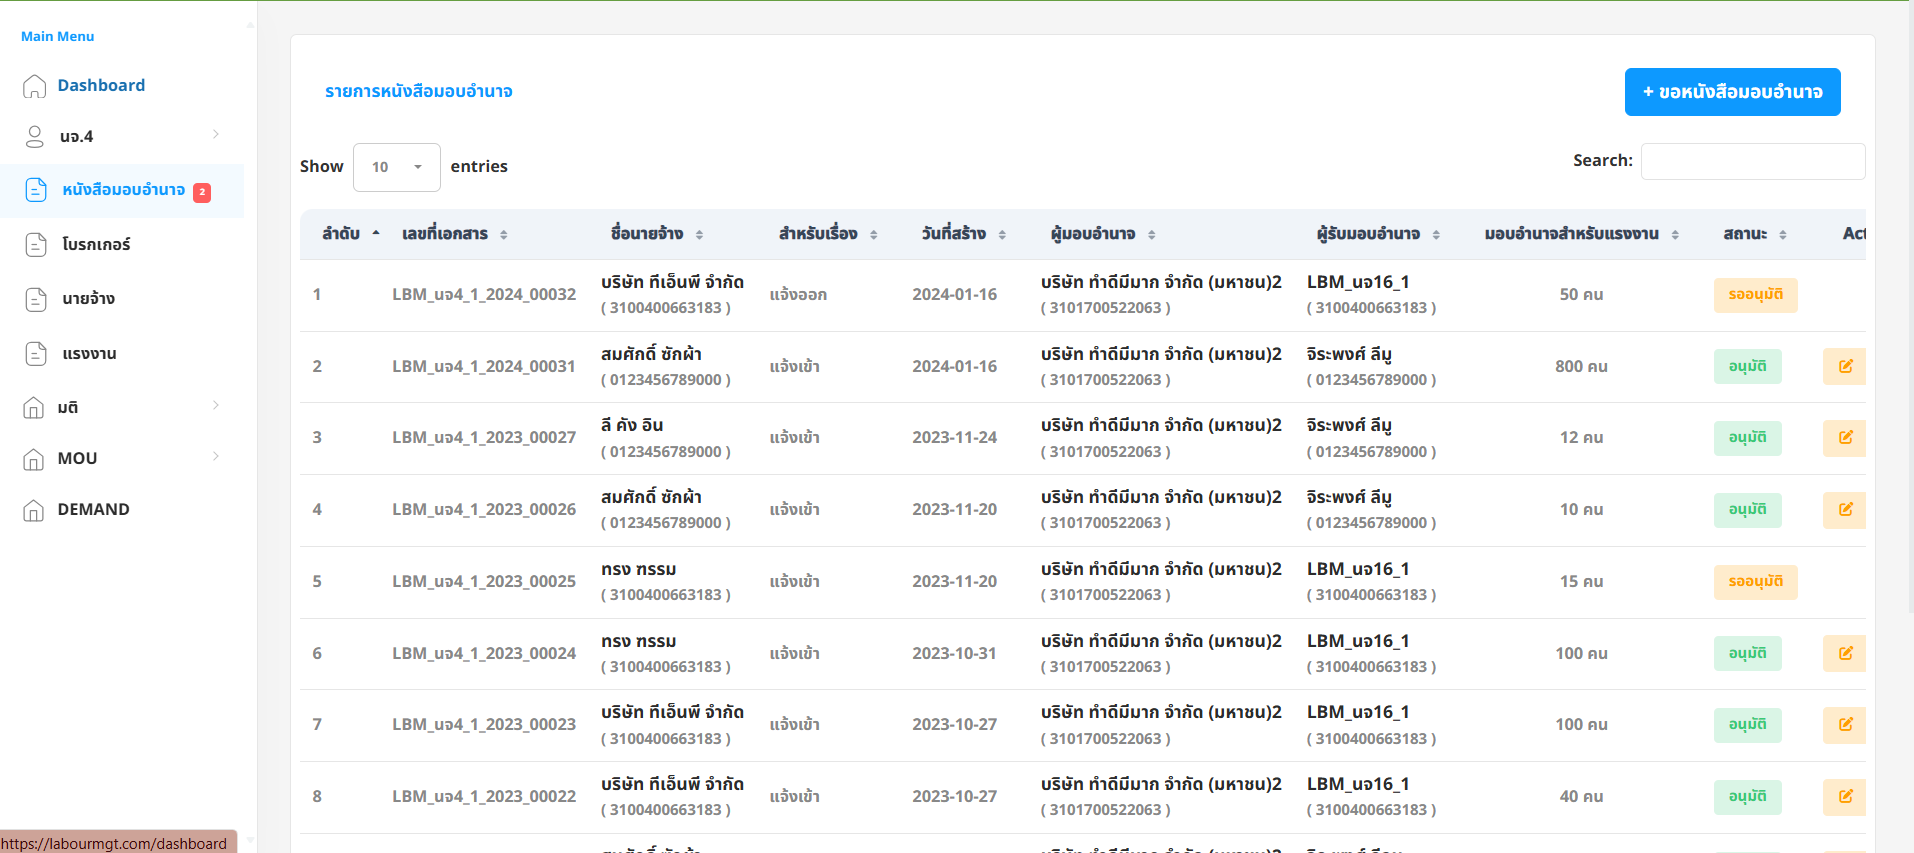 Main Menu
Dashboard
นจ.4
หนังสือมอบอำนาจ 2
โบรกเกอร์
นายจ้าง
แรงงาน
มติ
MOU
DEMAND
https://labourmgt.com/dashboard
รายการหนังสือมอบอำนาจ
+ ขอหนังสือมอบอำนาจ
Show 10 entries
Search:
ลำดับ เลขที่เอกสาร ชื่อนายจ้าง สำหรับเรื่อง วันที่สร้าง ผู้มอบอำนาจ ผู้รับมอบอำนาจ มอบอำนาจสำหรับแรงงาน สถานะ Act
1 LBM_นจ4_1_2024_00032 บริษัท ทีเอ็นพี จำกัด แจ้งออก 2024-01-16 บริษัท ทำดีมีมาก จำกัด (มหาชน)2 LBM_นจ16_1 50 คน รออนุมัติ
( 3100400663183 ) ( 3101700522063 ) ( 3100400663183 )
2 LBM_นจ4_1_2024_00031 สมศักดิ์ ซักผ้า แจ้งเข้า 2024-01-16 บริษัท ทำดีมีมาก จำกัด (มหาชน)2 จิระพงศ์ ลีมู 800 คน อนุมัติ
( 0123456789000 ) ( 3101700522063 ) ( 0123456789000 )
3 LBM_นจ4_1_2023_00027 ลี คัง อิน แจ้งเข้า 2023-11-24 บริษัท ทำดีมีมาก จำกัด (มหาชน)2 จิระพงศ์ ลีมู 12 คน อนุมัติ
( 0123456789000 ) ( 3101700522063 ) ( 0123456789000 )
4 LBM_นจ4_1_2023_00026 สมศักดิ์ ซักผ้า แจ้งเข้า 2023-11-20 บริษัท ทำดีมีมาก จำกัด (มหาชน)2 จิระพงศ์ ลีมู 10 คน อนุมัติ
( 0123456789000 ) ( 3101700522063 ) ( 0123456789000 )
5 LBM_นจ4_1_2023_00025 ทรง ฑรรม แจ้งเข้า 2023-11-20 บริษัท ทำดีมีมาก จำกัด (มหาชน)2 LBM_นจ16_1 15 คน รออนุมัติ
( 3100400663183 ) ( 3101700522063 ) ( 3100400663183 )
6 LBM_นจ4_1_2023_00024 ทรง ฑรรม แจ้งเข้า 2023-10-31 บริษัท ทำดีมีมาก จำกัด (มหาชน)2 LBM_นจ16_1 100 คน อนุมัติ
( 3100400663183 ) ( 3101700522063 ) ( 3100400663183 )
7 LBM_นจ4_1_2023_00023 บริษัท ทีเอ็นพี จำกัด แจ้งเข้า 2023-10-27 บริษัท ทำดีมีมาก จำกัด (มหาชน)2 LBM_นจ16_1 100 คน อนุมัติ
( 3100400663183 ) ( 3101700522063 ) ( 3100400663183 )
8 LBM_นจ4_1_2023_00022 บริษัท ทีเอ็นพี จำกัด แจ้งเข้า 2023-10-27 บริษัท ทำดีมีมาก จำกัด (มหาชน)2 LBM_นจ16_1 40 คน อนุมัติ
( 3100400663183 ) ( 3101700522063 ) ( 3100400663183 )